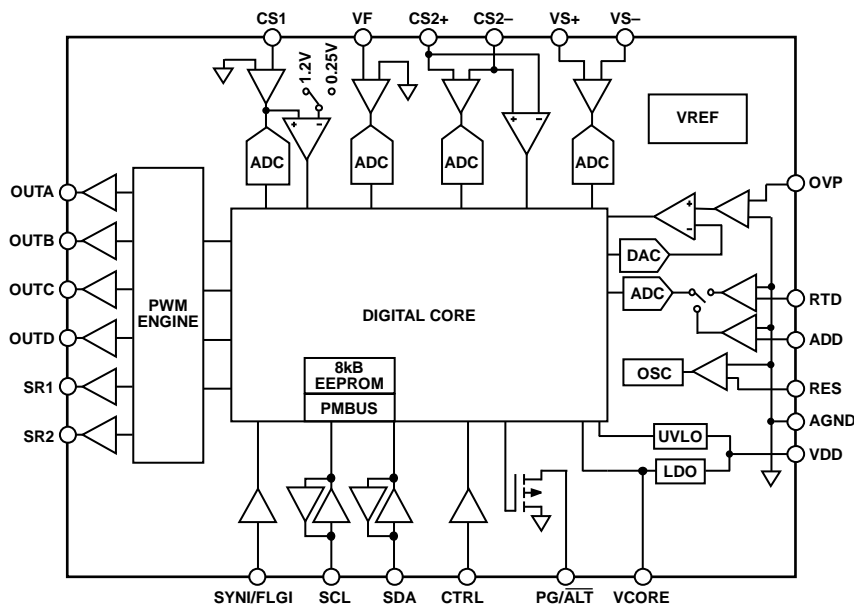 CS1
VF
CS2+
CS2–
VS+
VS–
1.2V
0.25V
+
–
+
–
VREF
ADC
ADC
ADC
ADC
OUTA
OUTB
OUTC
OUTD
SR1
SR2
PWM
ENGINE
DIGITAL CORE
8kB
EEPROM
PMBUS
+
–
DAC
ADC
OSC
UVLO
LDO
OVP
RTD
ADD
RES
AGND
VDD
SYNI/FLGI
SCL
SDA
CTRL
PG/ALT
VCORE